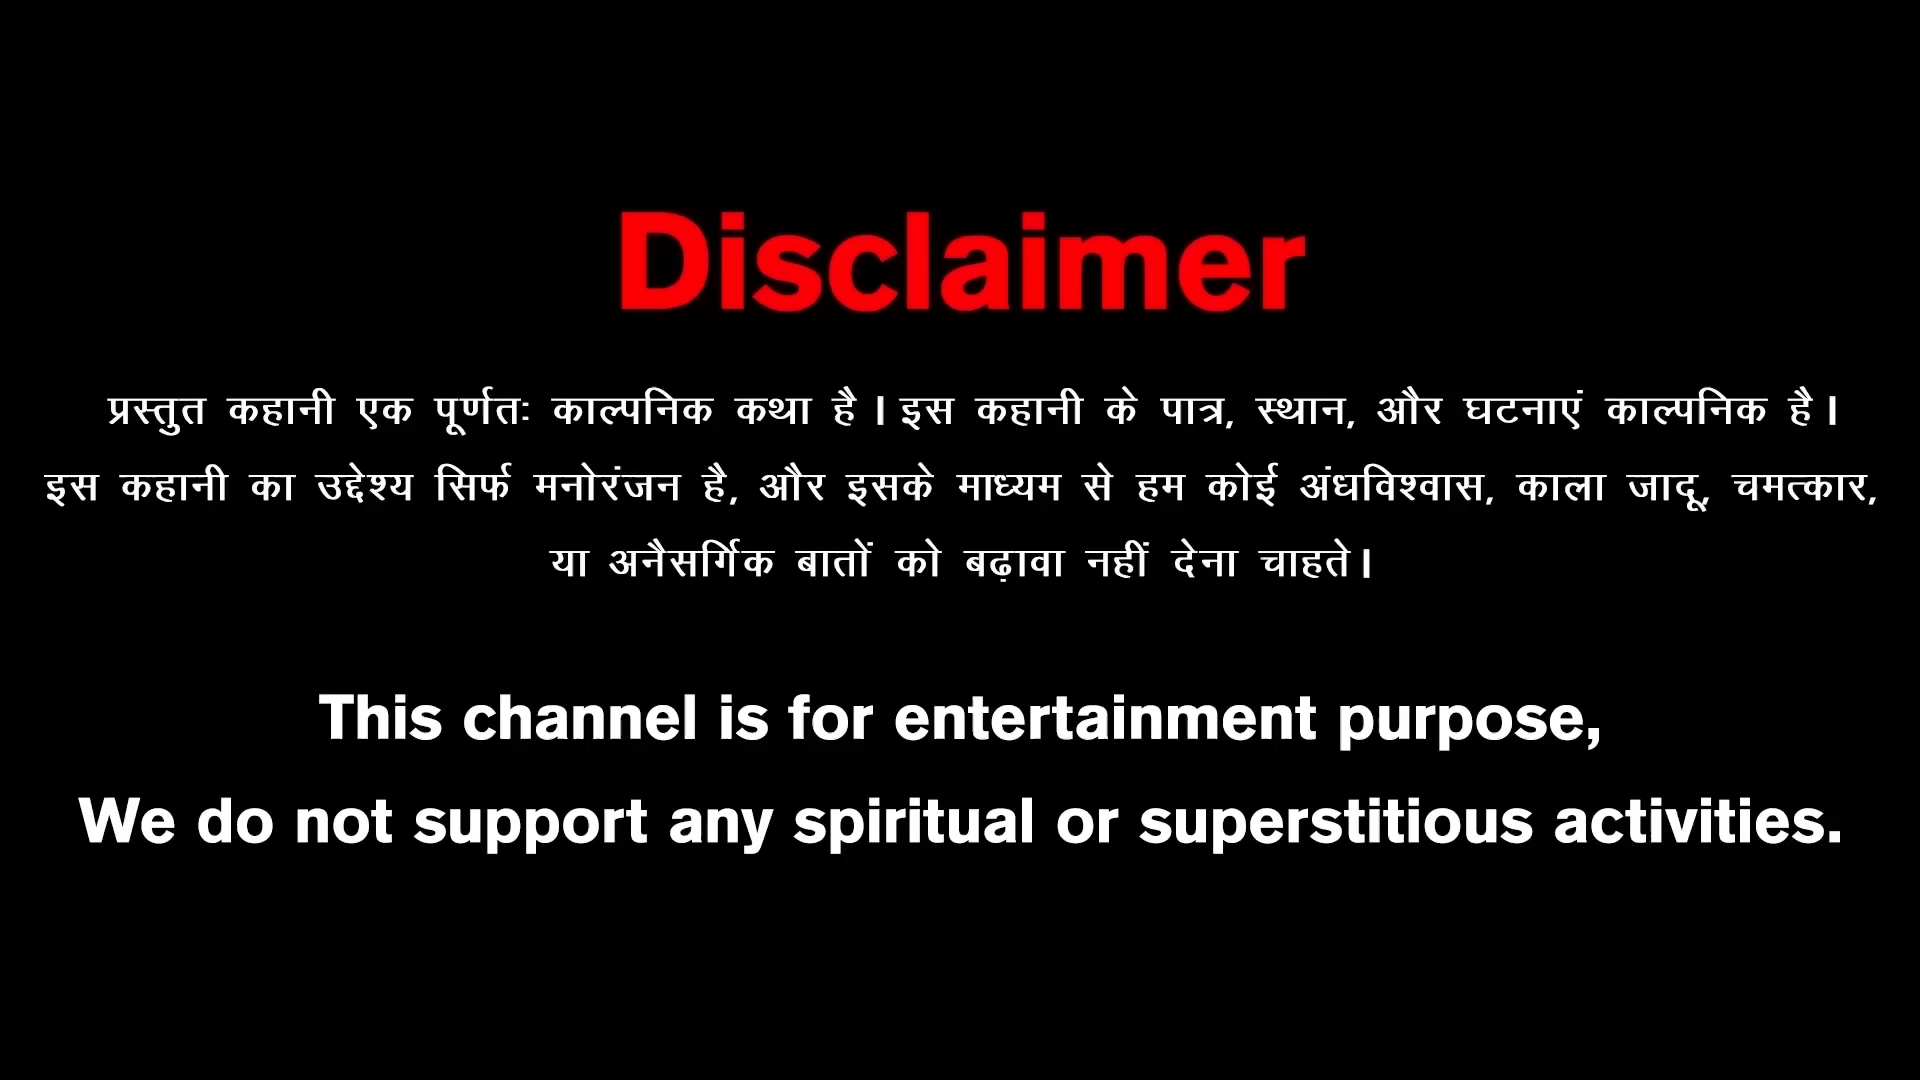 Disclaimer
प्रस्तुत कहानी एक पूर्णतः काल्पनिक कथा है। इस कहानी के पात्र, स्थान, और घटनाएं काल्पनिक है।
इस कहानी का उद्देश्य सिर्फ मनोरंजन है, और इसके माध्यम से हम कोई अंधविश्वास, काला जादू, चमत्कार,
या अनैसर्गिक बातों को बढ़ावा नहीं देना चाहते।
This channel is for entertainment purpose,
We do not support any spiritual or superstitious activities.